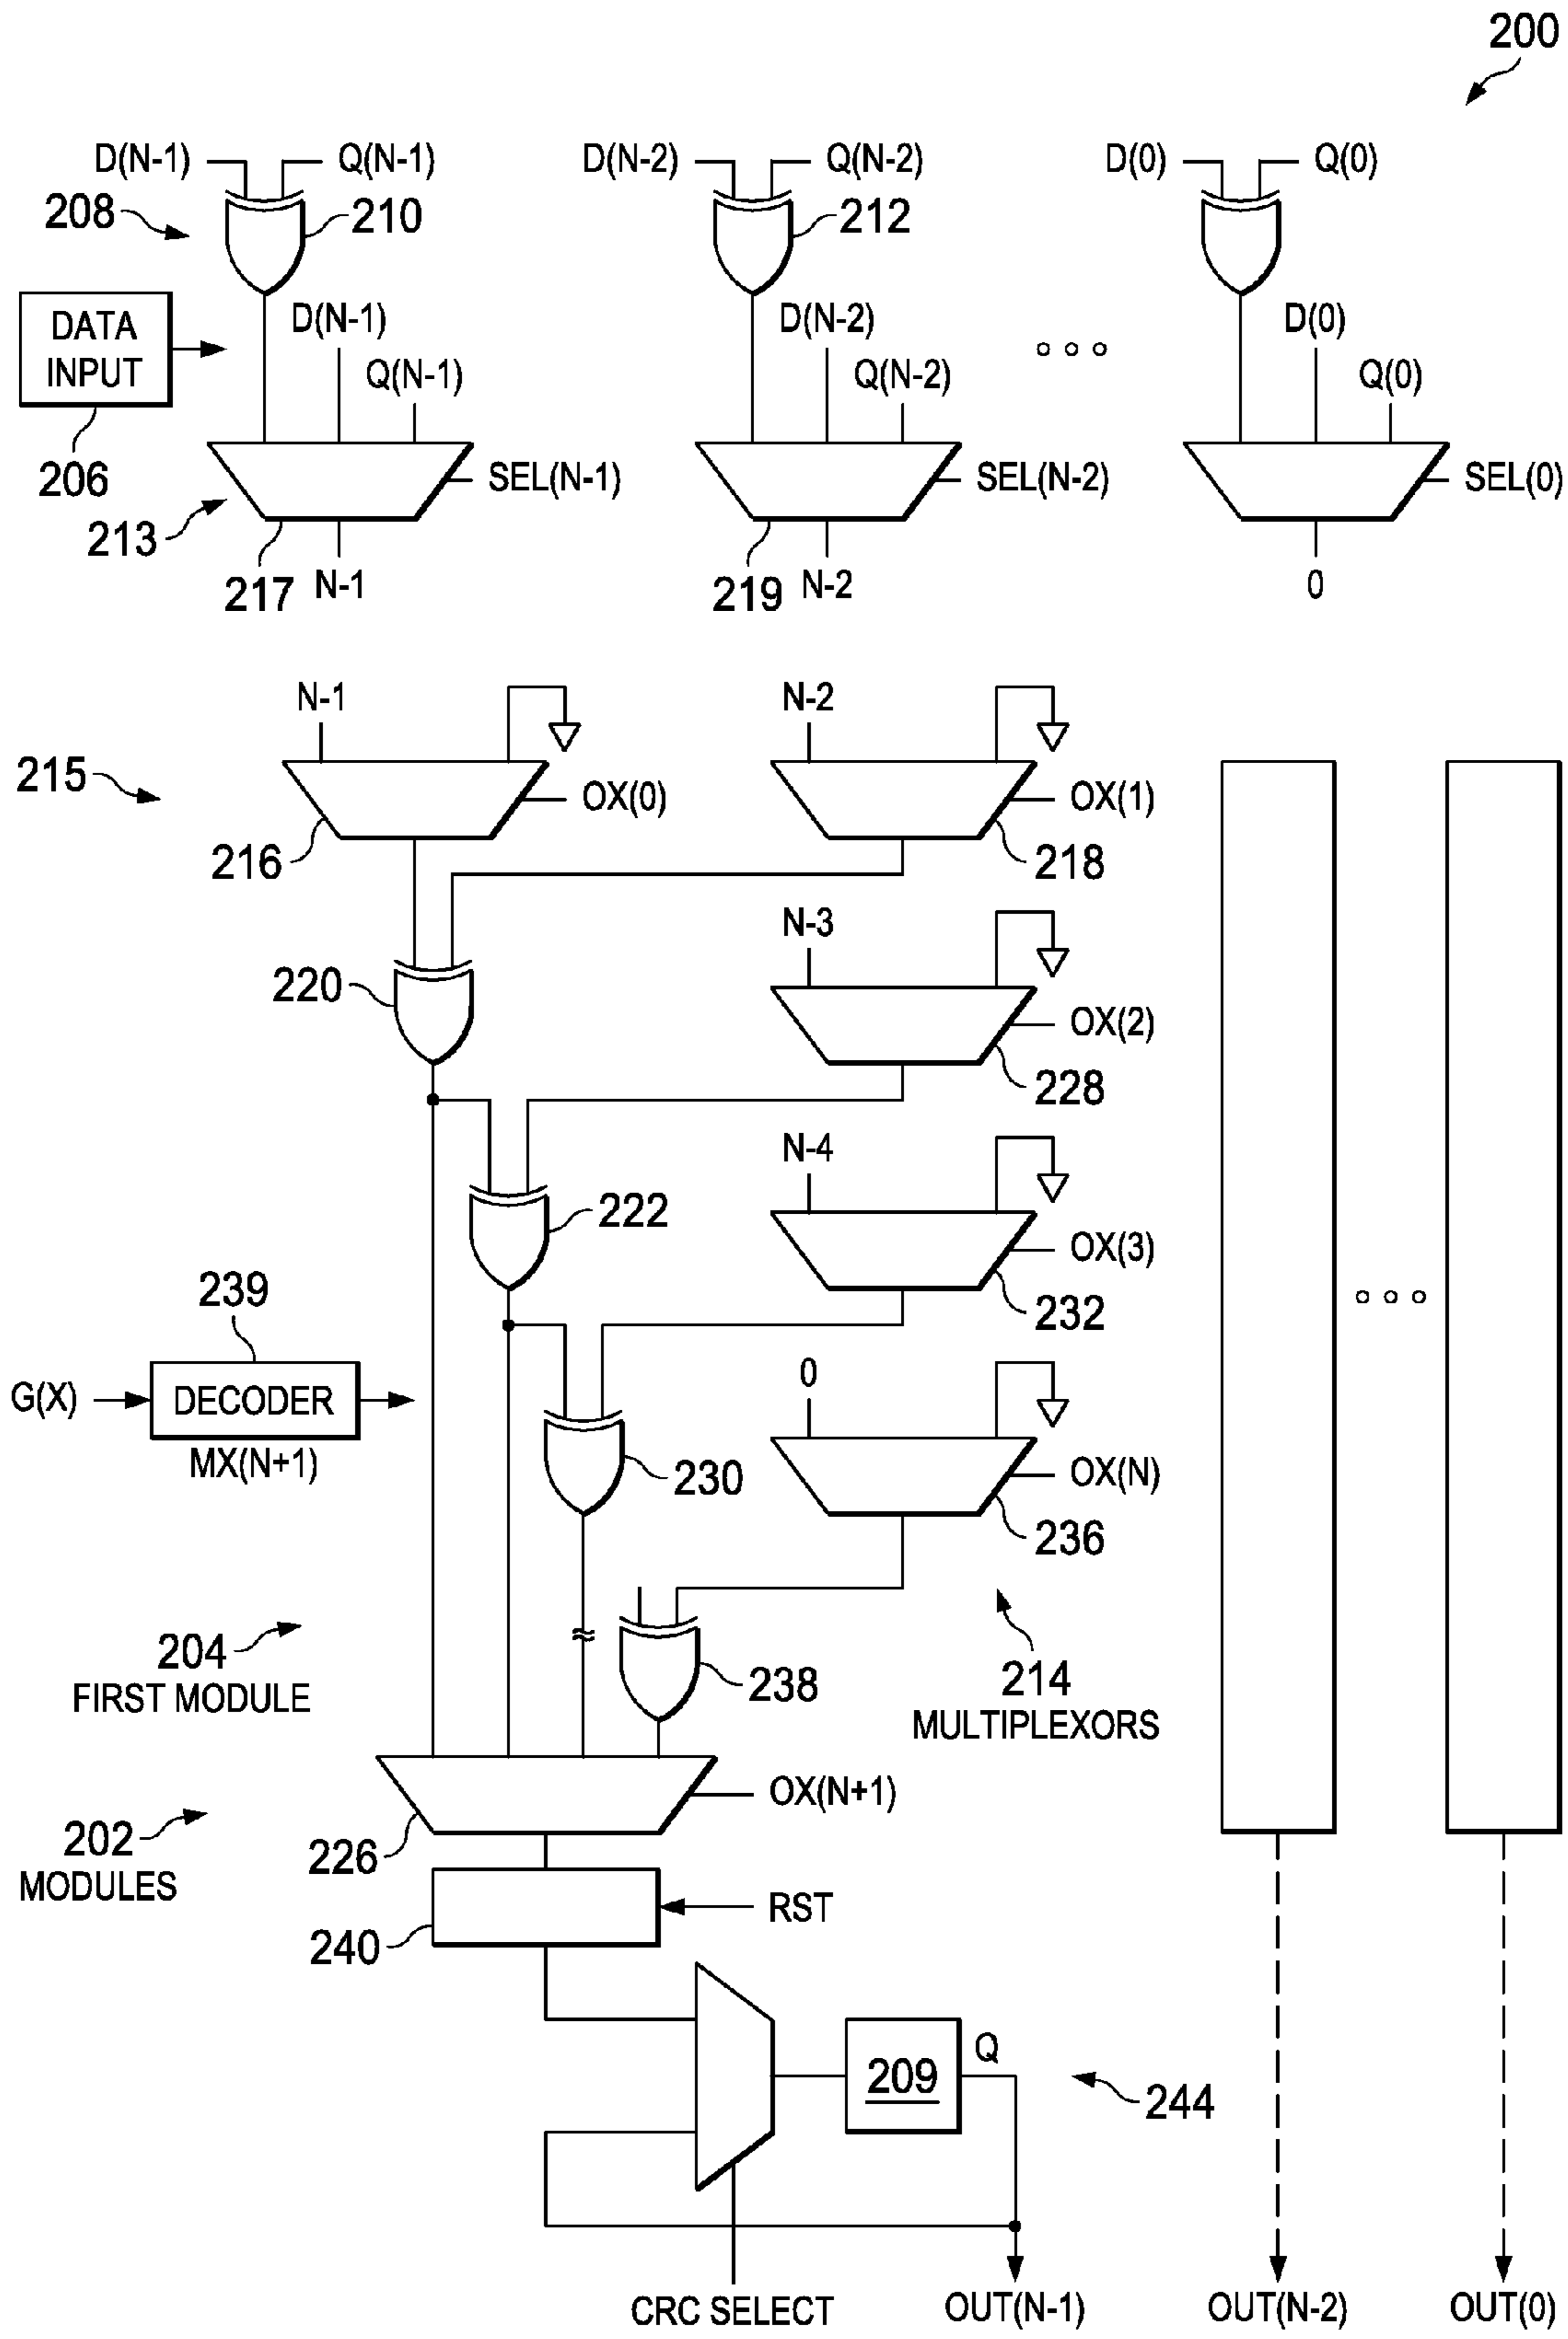 200
D(N-1) Q(N-1) D(N-2) Q(N-2) D(0) Q(0)
208 210 212
DATA INPUT
D(N-1) D(N-2) D(0)
Q(N-1) Q(N-2) Q(0)
206
SEL(N-1) SEL(N-2) SEL(0)
213
217 N-1 219 N-2 0
N-1 N-2
215
OX(0) OX(1)
216 218
N-3
220
OX(2)
228
N-4
222
OX(3)
239
232
0
G(X) DECODER
MX(N+1)
230
OX(N)
236
204
FIRST MODULE
238
214
MULTIPLEXORS
OX(N+1)
202
MODULES
226
RST
240
209
Q
244
CRC SELECT OUT(N-1) OUT(N-2) OUT(0)